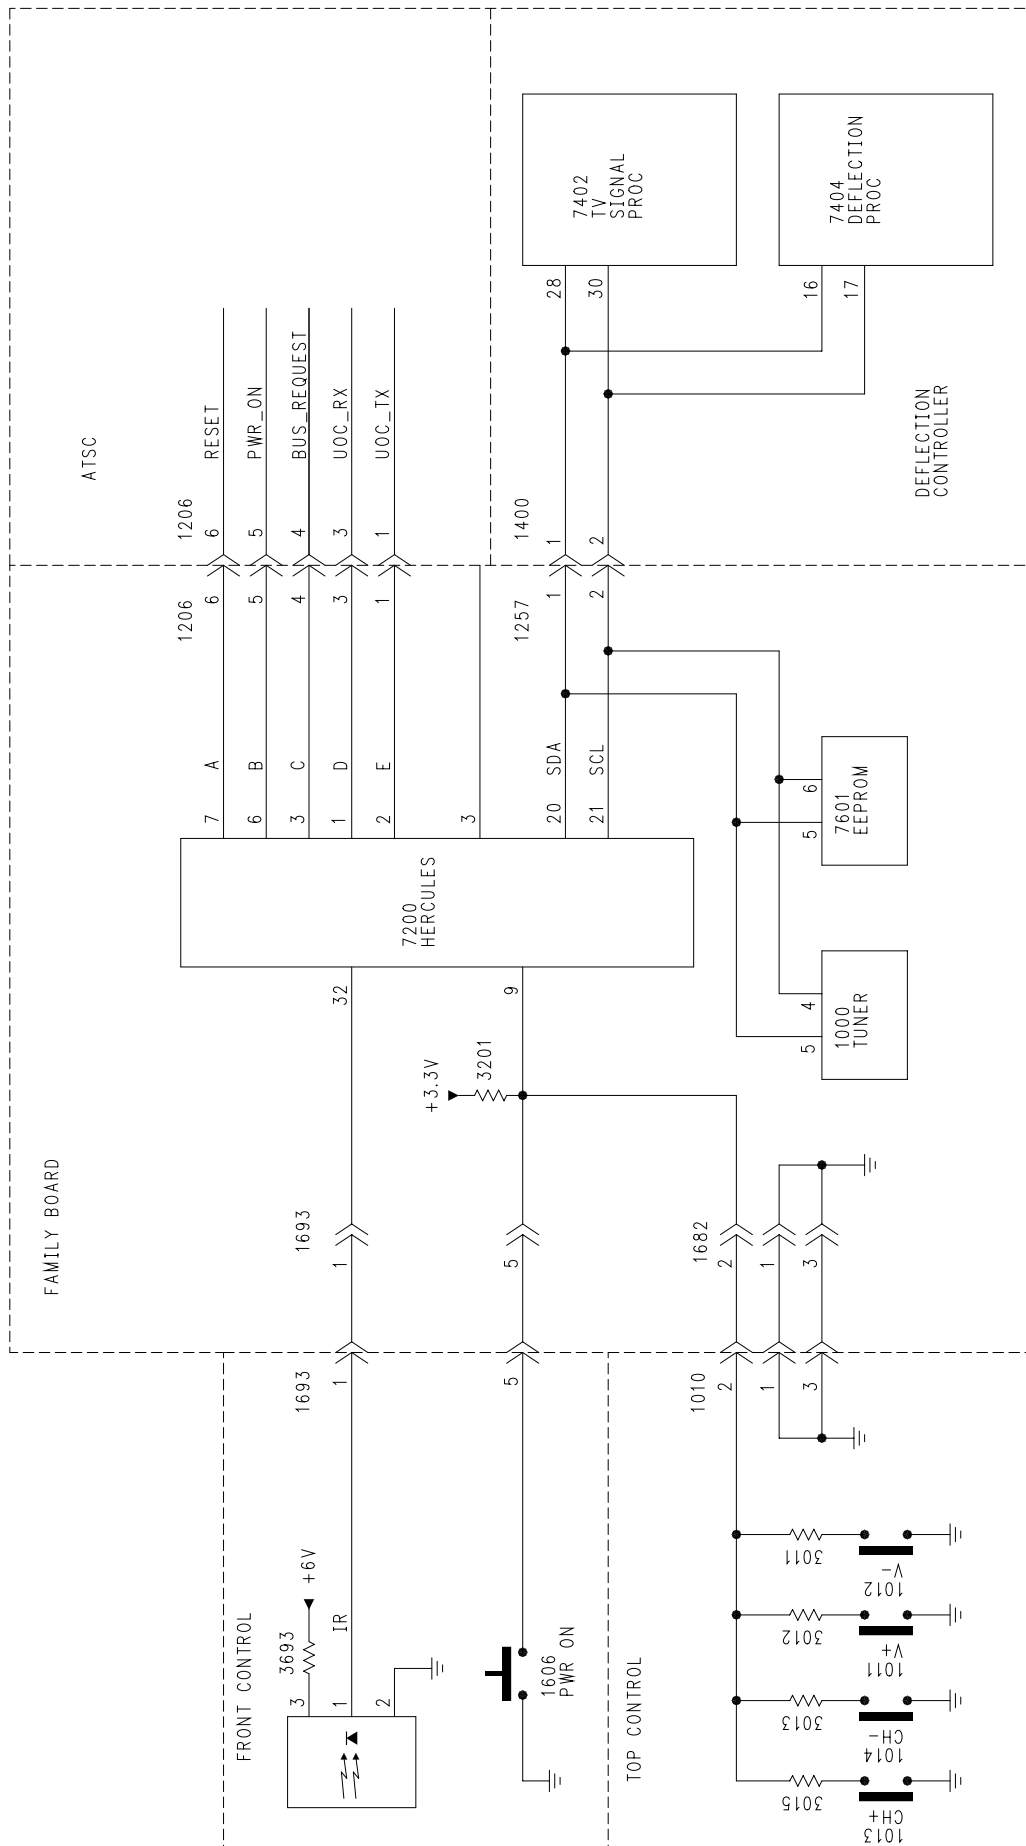 FRONT CONTROL
3693
+6V
3
1
2
IR
1693
1
5
1606
PWR ON
TOP CONTROL
1010
2
1
3
3015
3013
3012
3011
1013
CH+
1014
CH-
1011
V+
1012
V-
FAMILY BOARD
1693
1
5
1682
2
1
3
+3.3V
3201
32
9
7200
HERCULES
1000
TUNER
4
5
7601
EEPROM
6
5
7
A
6
B
3
C
1
D
2
E
3
20
SDA
21
SCL
1206
6
5
4
3
1
1257
1
2
ATSC
1206
6
RESET
5
PWR_ON
4
BUS_REQUEST
3
UOC_RX
1
UOC_TX
1400
1
2
28
30
7402
TV
SIGNAL
PROC
16
17
7404
DEFLECTION
PROC
DEFLECTION
CONTROLLER